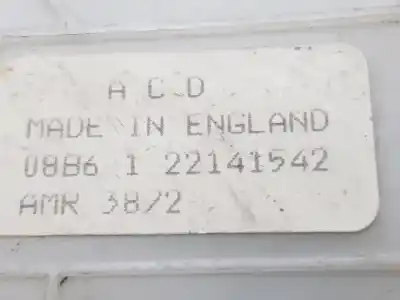 A C D
MADE IN ENGLAND
0886 1 22141542
AMR 3872